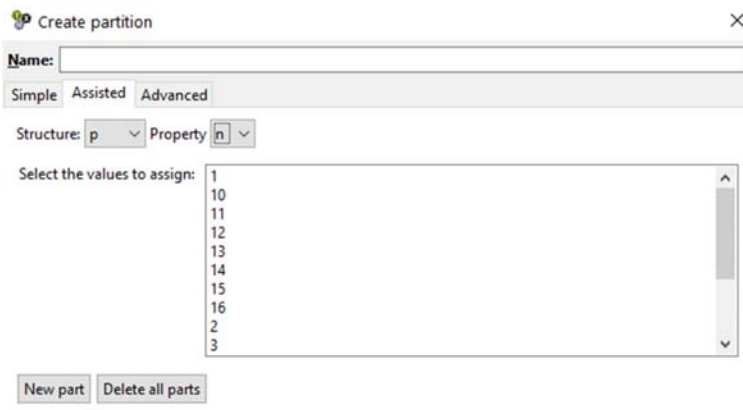 Create partition
Name:
Simple Assisted Advanced
Structure: p Property n
Select the values to assign:
1
10
11
12
13
14
15
16
2
3
New part Delete all parts